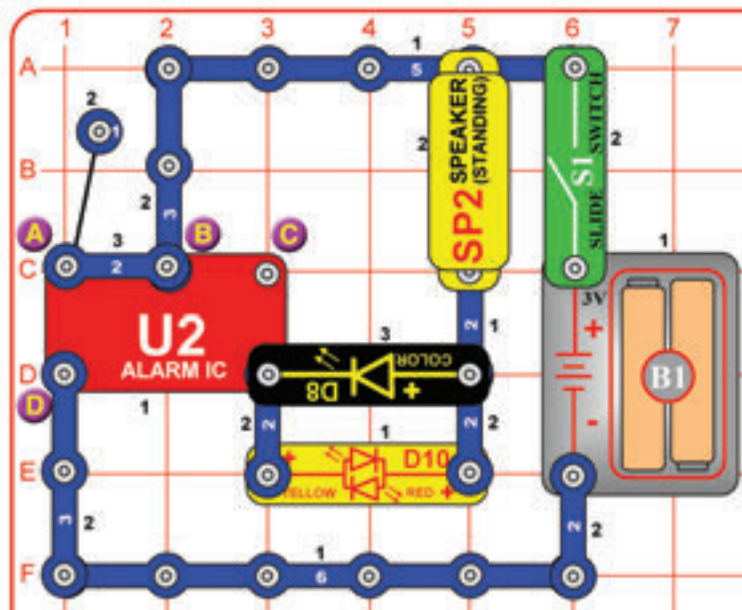 1 2 3 4 5 6 7
A
1
5
2
1
2
SPEAKER
(STANDING)
SP2
SLIDE SWITCH
S1
2
B
2
3
A
3
2
B
C
1
C
3V
+
-
B1
U2
ALARM IC
2
1
3
COLOR
D8
+
D
D
1
2
2
2
2
1
+
D10
YELLOW
RED +
E
3
2
1
6
2
2
F